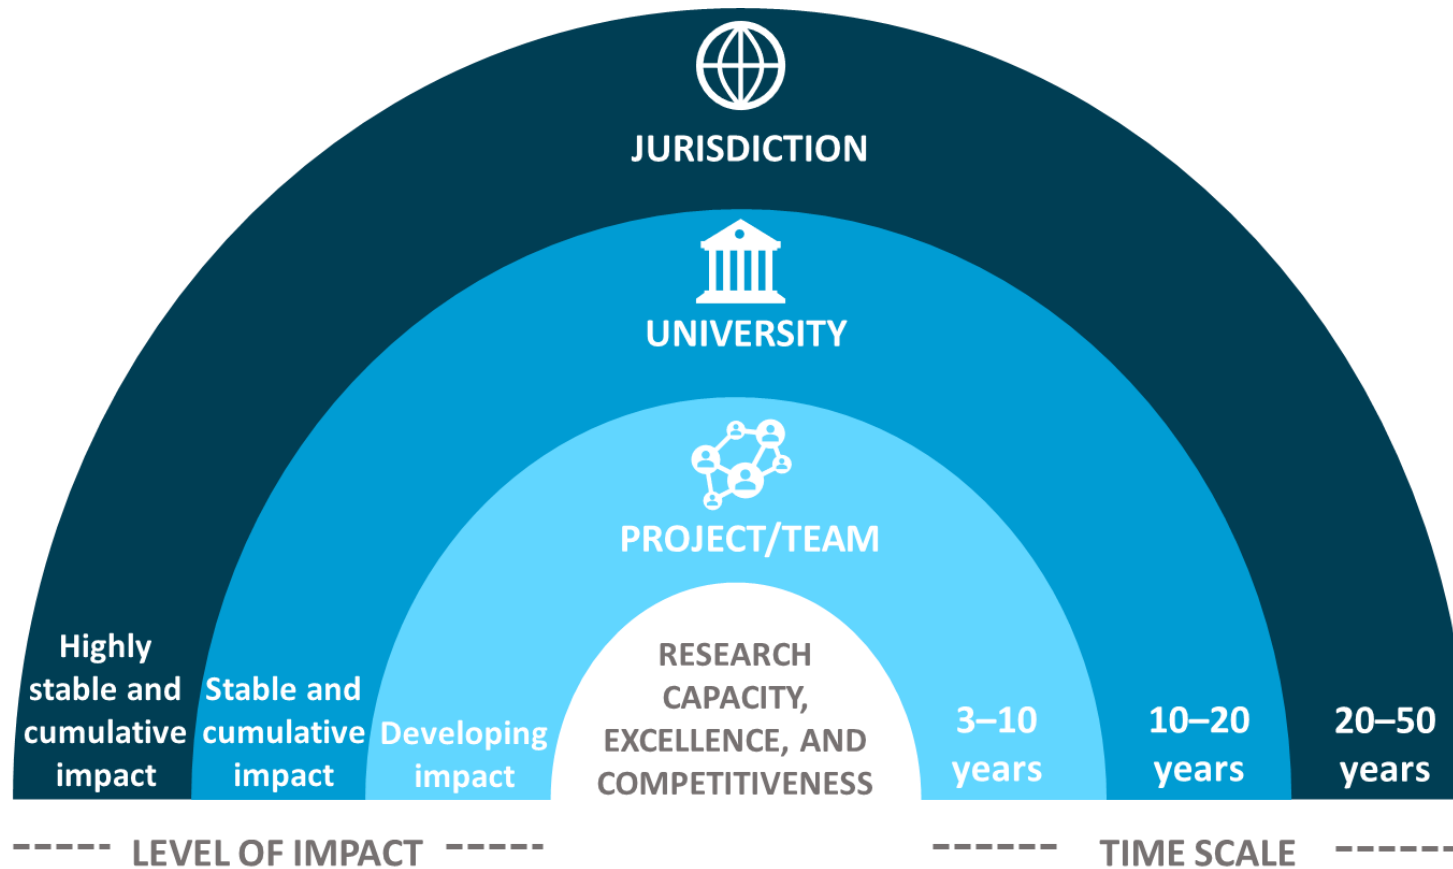 JURISDICTION
UNIVERSITY
PROJECT/TEAM
Highly
stable and
cumulative
impact
Stable and
cumulative
impact
Developing
impact
RESEARCH
CAPACITY,
EXCELLENCE, AND
COMPETITIVENESS
3–10
years
10–20
years
20–50
years
LEVEL OF IMPACT
TIME SCALE